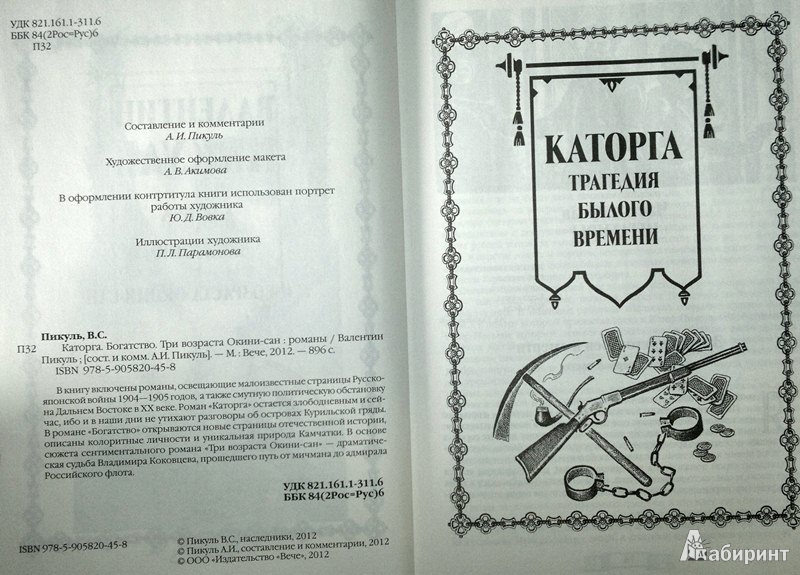 УДК 821.161.1-311.6
ББК 84(2Рос=Рус)6
П32
Составление и комментарии
А.И. Пикуль
Художественное оформление макета
А.В. Акимова
В оформлении контртитула книги использован портрет
работы художника
Ю.Д. Вовка
Иллюстрации художника
П.Л. Парамонова
Пикуль, В.С.
П32 Каторга. Богатство. Три возраста Окини-сан : романы / Валентин
Пикуль ; [сост. и комм. А.И. Пикуль]. — М. : Вече, 2012. — 896 с.
ISBN 978-5-905820-45-8
В книгу включены романы, освещающие малоизвестные страницы Русско-
японской войны 1904—1905 годов, а также смутную политическую обстановку
на Дальнем Востоке в XX веке. Роман «Каторга» остается злободневным и сей-
час, ибо и в наши дни не утихают разговоры об островах Курильской гряды.
В романе «Богатство» открываются новые страницы отечественной истории,
описаны колоритные личности и уникальная природа Камчатки. В основе
сюжета сентиментального романа «Три возраста Окини-сан» — драматиче-
ская судьба Владимира Коковцева, прошедшего путь от мичмана до адмирала
Российского флота.
УДК 821.161.1-311.6
ББК 84(2Рос=Рус)6
ISBN 978-5-905820-45-8
© Пикуль В.С., наследники, 2012
© Пикуль А.И., составление и комментарии, 2012
© ООО «Издательство «Вече», 2012
КАТОРГА
ТРАГЕДИЯ
БЫЛОГО
ВРЕМЕНИ
Лабиринт